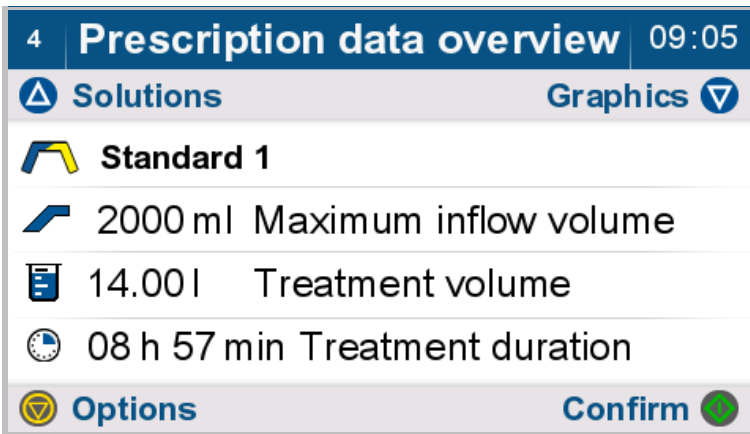 4 Prescription data overview 09:05
Solutions Graphics
Standard 1
2000 ml Maximum inflow volume
14.00 l Treatment volume
08 h 57 min Treatment duration
Options Confirm